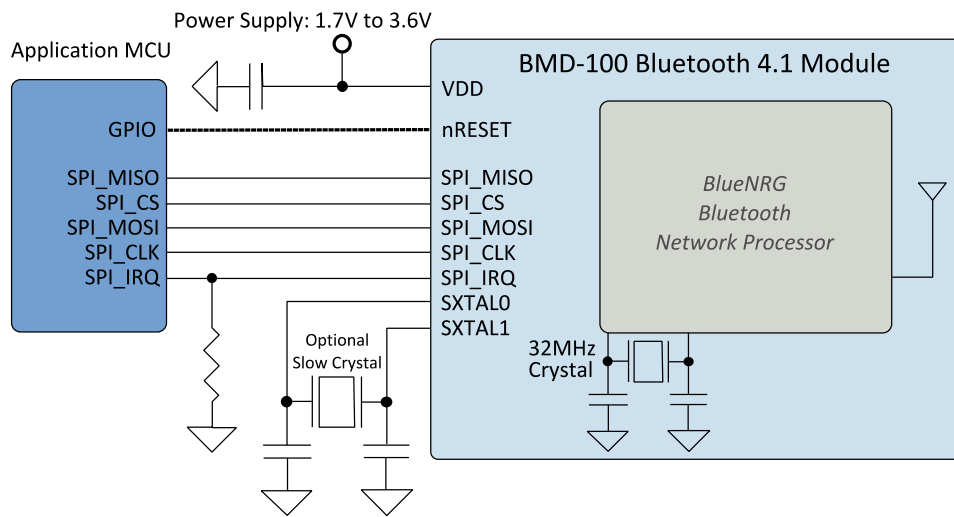 Power Supply: 1.7V to 3.6V
Application MCU
BMD-100 Bluetooth 4.1 Module
VDD
GPIO
nRESET
SPI_MISO
SPI_CS
SPI_MOSI
SPI_CLK
SPI_IRQ
SPI_MISO
SPI_CS
SPI_MOSI
SPI_CLK
SPI_IRQ
SXTAL0
SXTAL1
BlueNRG
Bluetooth
Network Processor
Optional
Slow Crystal
32MHz
Crystal